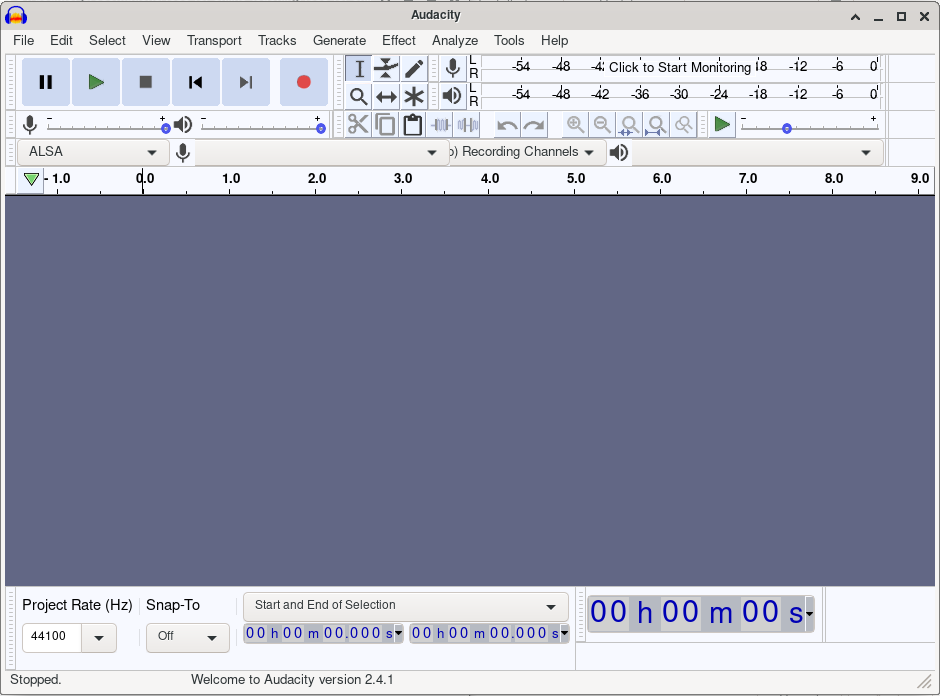 Audacity
File Edit Select View Transport Tracks Generate Effect Analyze Tools Help
L
R
-54 -48 -4 Click to Start Monitoring 18 -12 -6 0
L
R
-54 -48 -42 -36 -30 -24 -18 -12 -6 0
- + - +
- +
ALSA
o) Recording Channels
- 1.0 0.0 1.0 2.0 3.0 4.0 5.0 6.0 7.0 8.0 9.0
Project Rate (Hz) Snap-To
Start and End of Selection
44100
Off
00 h 00 m 00.000 s
00 h 00 m 00.000 s
00 h 00 m 00 s
Stopped.
Welcome to Audacity version 2.4.1